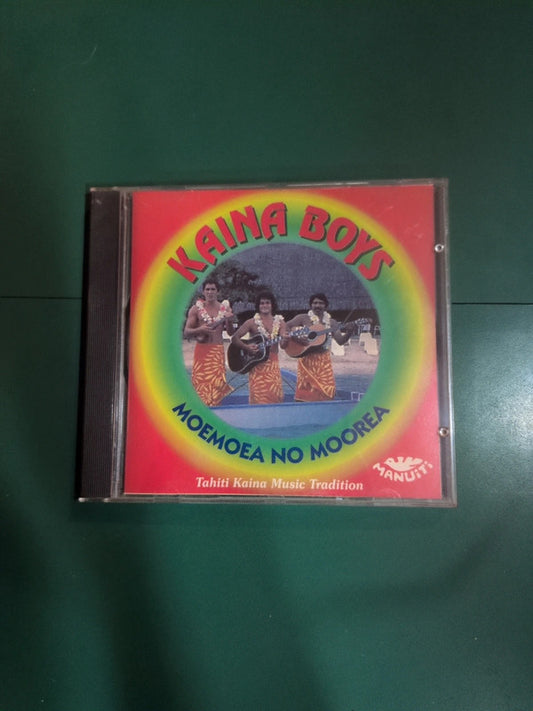 KAINA BOYS
MOEMOEA NO MOOREA
MANUiTi
Tahiti Kaina Music Tradition